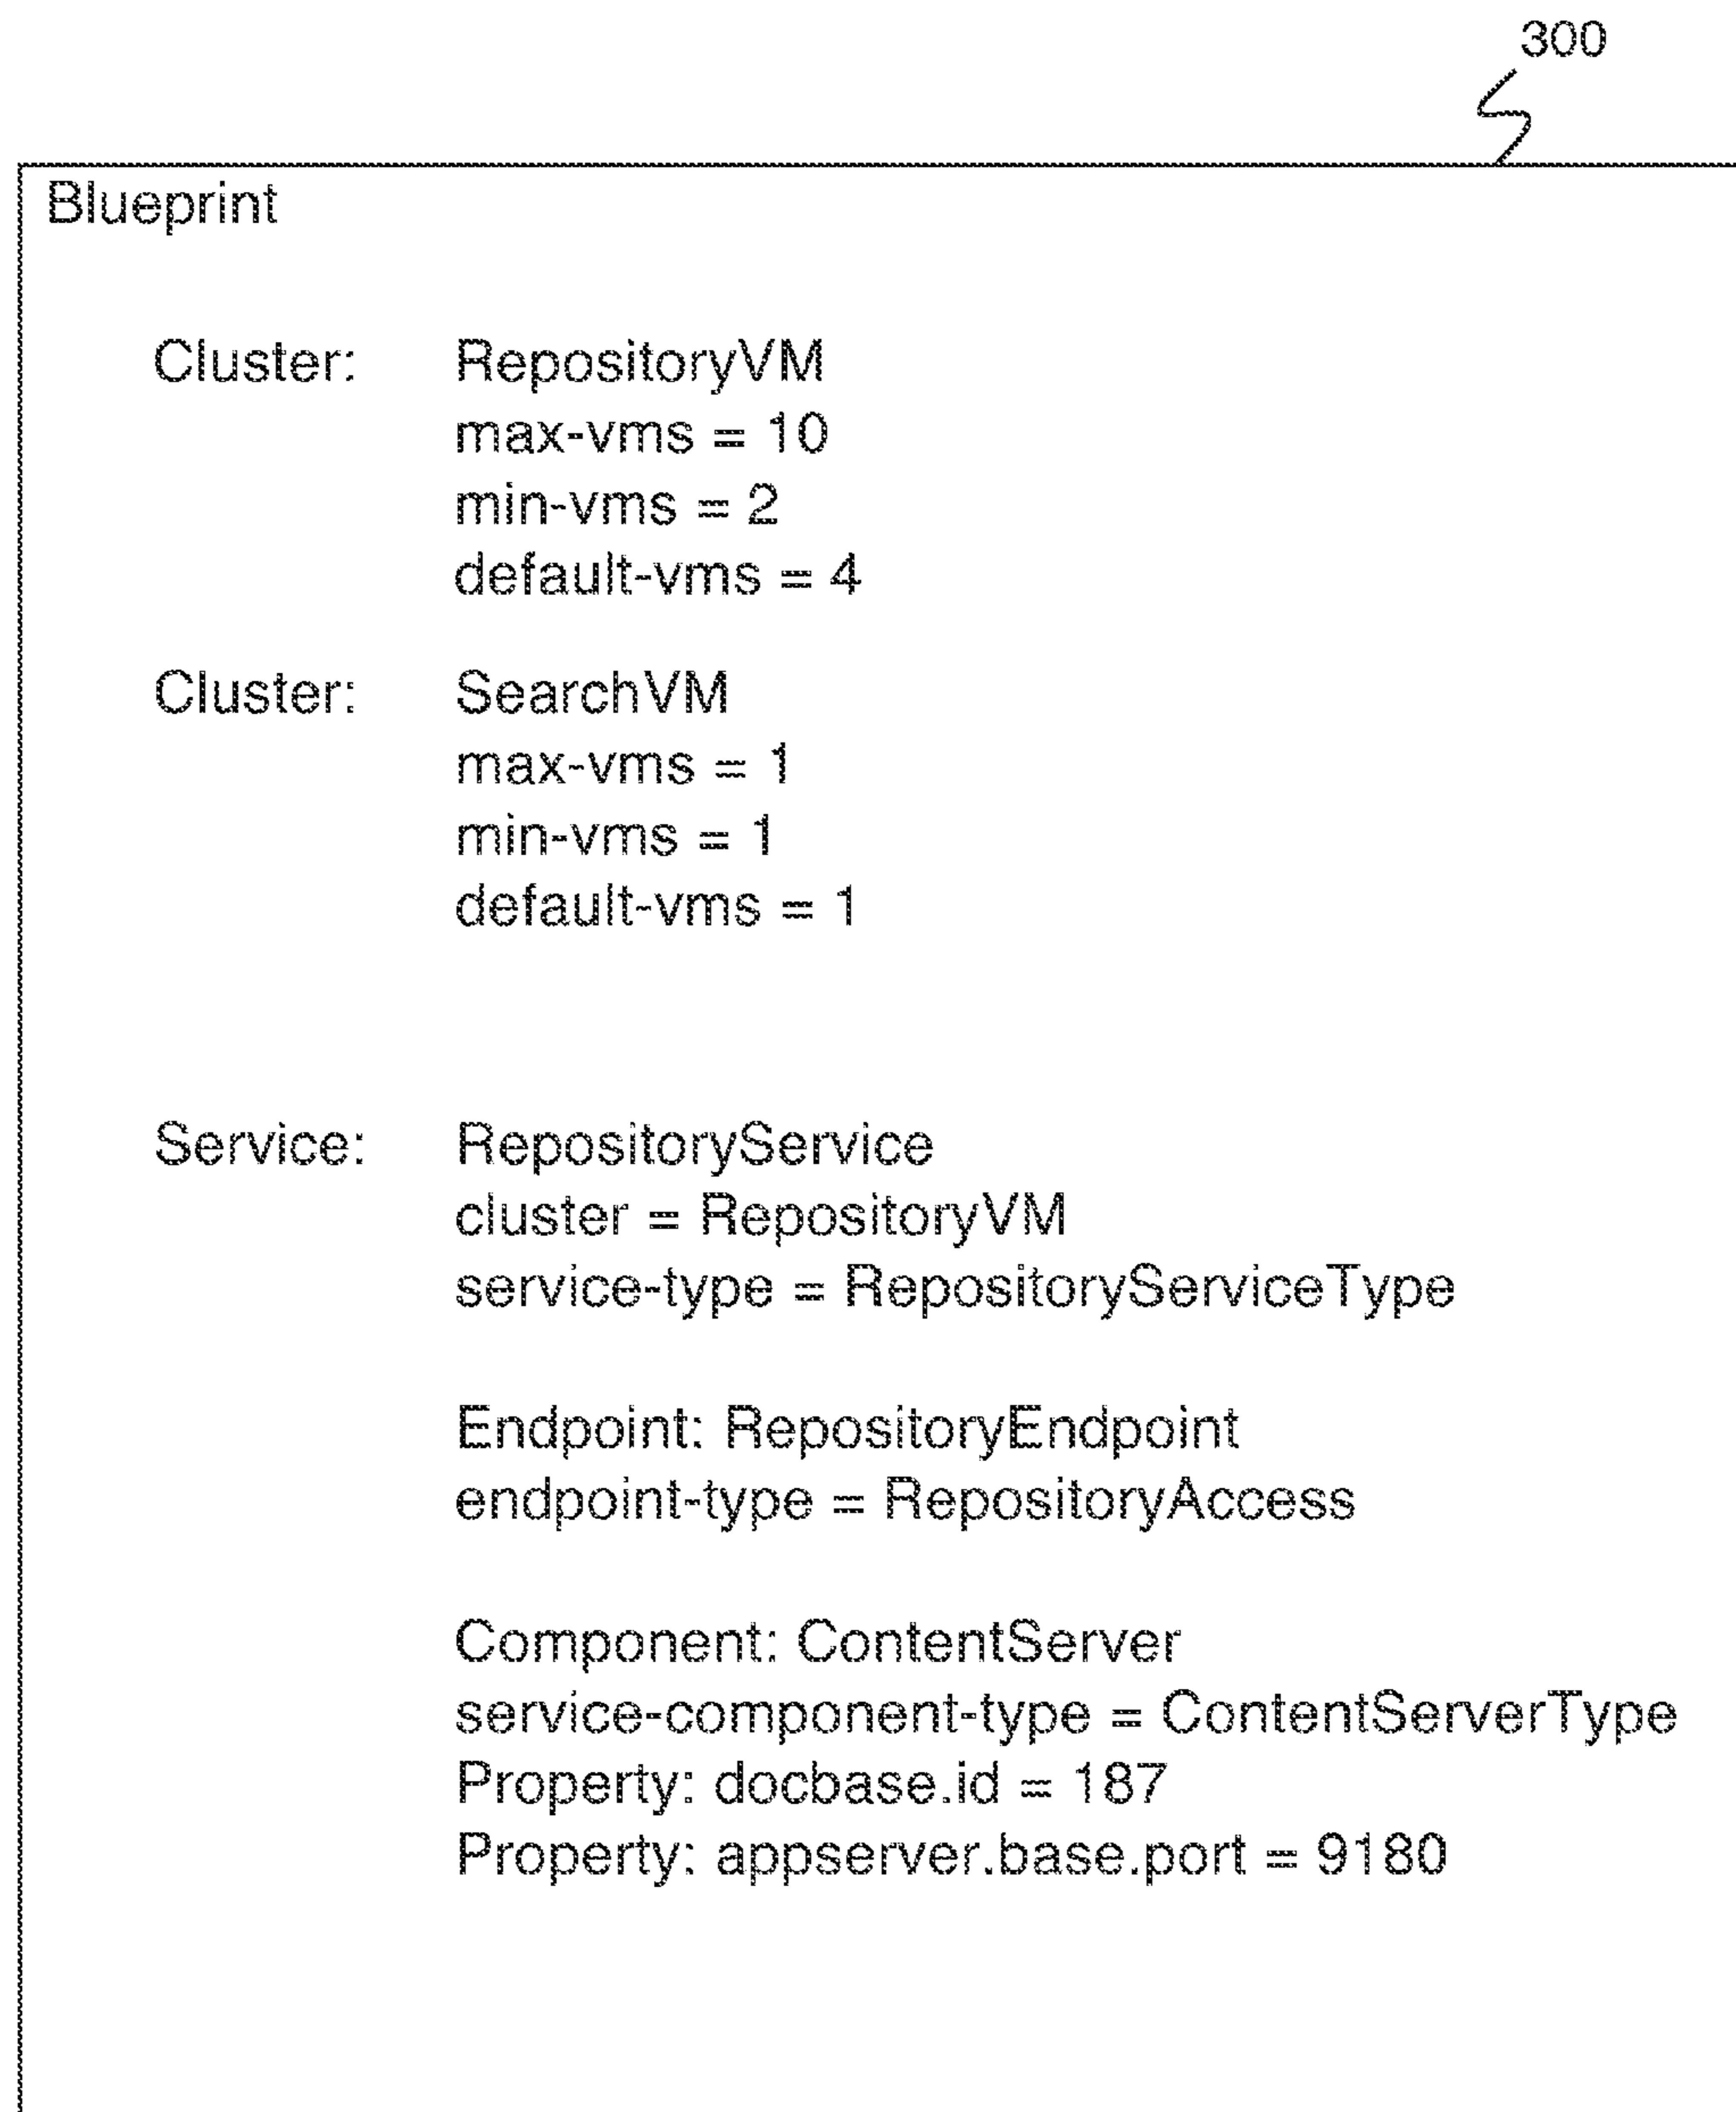 300
Blueprint
Cluster: RepositoryVM
max-vms = 10
min-vms = 2
default-vms = 4
Cluster: SearchVM
max-vms = 1
min-vms = 1
default-vms = 1
Service: RepositoryService
cluster = RepositoryVM
service-type = RepositoryServiceType
Endpoint: RepositoryEndpoint
endpoint-type = RepositoryAccess
Component: ContentServer
service-component-type = ContentServerType
Property: docbase.id = 187
Property: appserver.base.port = 9180